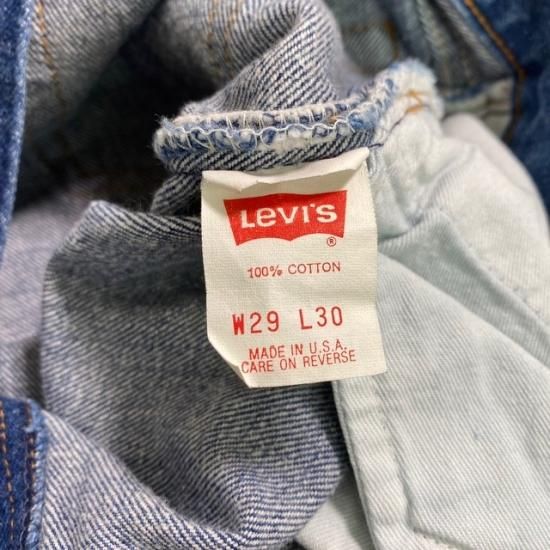 Levi's
®
100% COTTON
W29 L30
MADE IN U.S.A.
CARE ON REVERSE